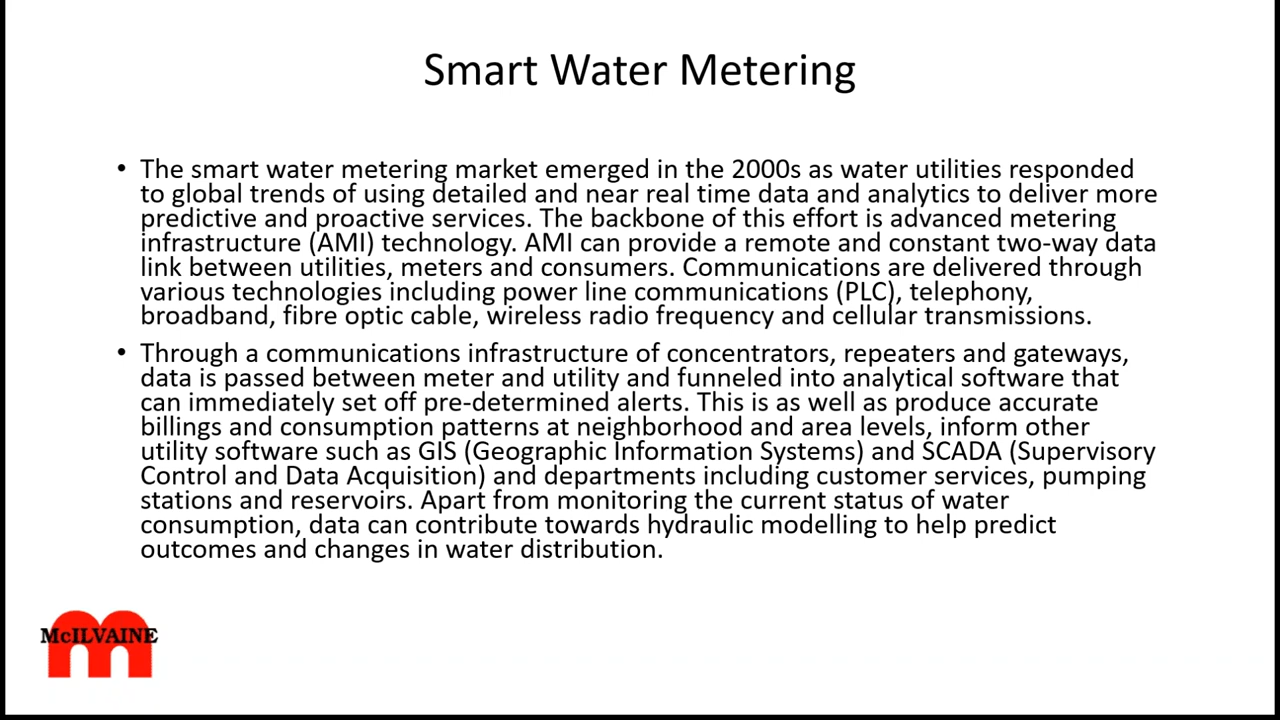 Smart Water Metering
• The smart water metering market emerged in the 2000s as water utilities responded
to global trends of using detailed and near real time data and analytics to deliver more
predictive and proactive services. The backbone of this effort is advanced metering
infrastructure (AMI) technology. AMI can provide a remote and constant two-way data
link between utilities, meters and consumers. Communications are delivered through
various technologies including power line communications (PLC), telephony,
broadband, fibre optic cable, wireless radio frequency and cellular transmissions.
• Through a communications infrastructure of concentrators, repeaters and gateways,
data is passed between meter and utility and funneled into analytical software that
can immediately set off pre-determined alerts. This is as well as produce accurate
billings and consumption patterns at neighborhood and area levels, inform other
utility software such as GIS (Geographic Information Systems) and SCADA (Supervisory
Control and Data Acquisition) and departments including customer services, pumping
stations and reservoirs. Apart from monitoring the current status of water
consumption, data can contribute towards hydraulic modelling to help predict
outcomes and changes in water distribution.
McILVAINE